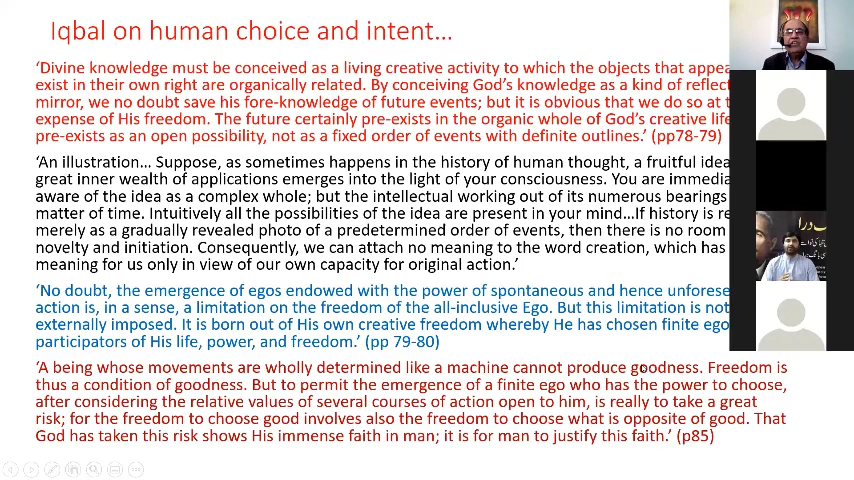 Iqbal on human choice and intent…
'Divine knowledge must be conceived as a living creative activity to which the objects that appea
exist in their own right are organically related. By conceiving God's knowledge as a kind of reflect
mirror, we no doubt save his fore-knowledge of future events; but it is obvious that we do so at t
expense of His freedom. The future certainly pre-exists in the organic whole of God's creative life
pre-exists as an open possibility, not as a fixed order of events with definite outlines.' (pp78-79)
'An illustration… Suppose, as sometimes happens in the history of human thought, a fruitful idea
great inner wealth of applications emerges into the light of your consciousness. You are immedia
aware of the idea as a complex whole; but the intellectual working out of its numerous bearings
matter of time. Intuitively all the possibilities of the idea are present in your mind…If history is re
merely as a gradually revealed photo of a predetermined order of events, then there is no room
novelty and initiation. Consequently, we can attach no meaning to the word creation, which has
meaning for us only in view of our own capacity for original action.'
'No doubt, the emergence of egos endowed with the power of spontaneous and hence unforese
action is, in a sense, a limitation on the freedom of the all-inclusive Ego. But this limitation is not
externally imposed. It is born out of His own creative freedom whereby He has chosen finite ego
participators of His life, power, and freedom.' (pp 79-80)
'A being whose movements are wholly determined like a machine cannot produce goodness. Freedom is
thus a condition of goodness. But to permit the emergence of a finite ego who has the power to choose,
after considering the relative values of several courses of action open to him, is really to take a great
risk; for the freedom to choose good involves also the freedom to choose what is opposite of good. That
God has taken this risk shows His immense faith in man; it is for man to justify this faith.' (p85)